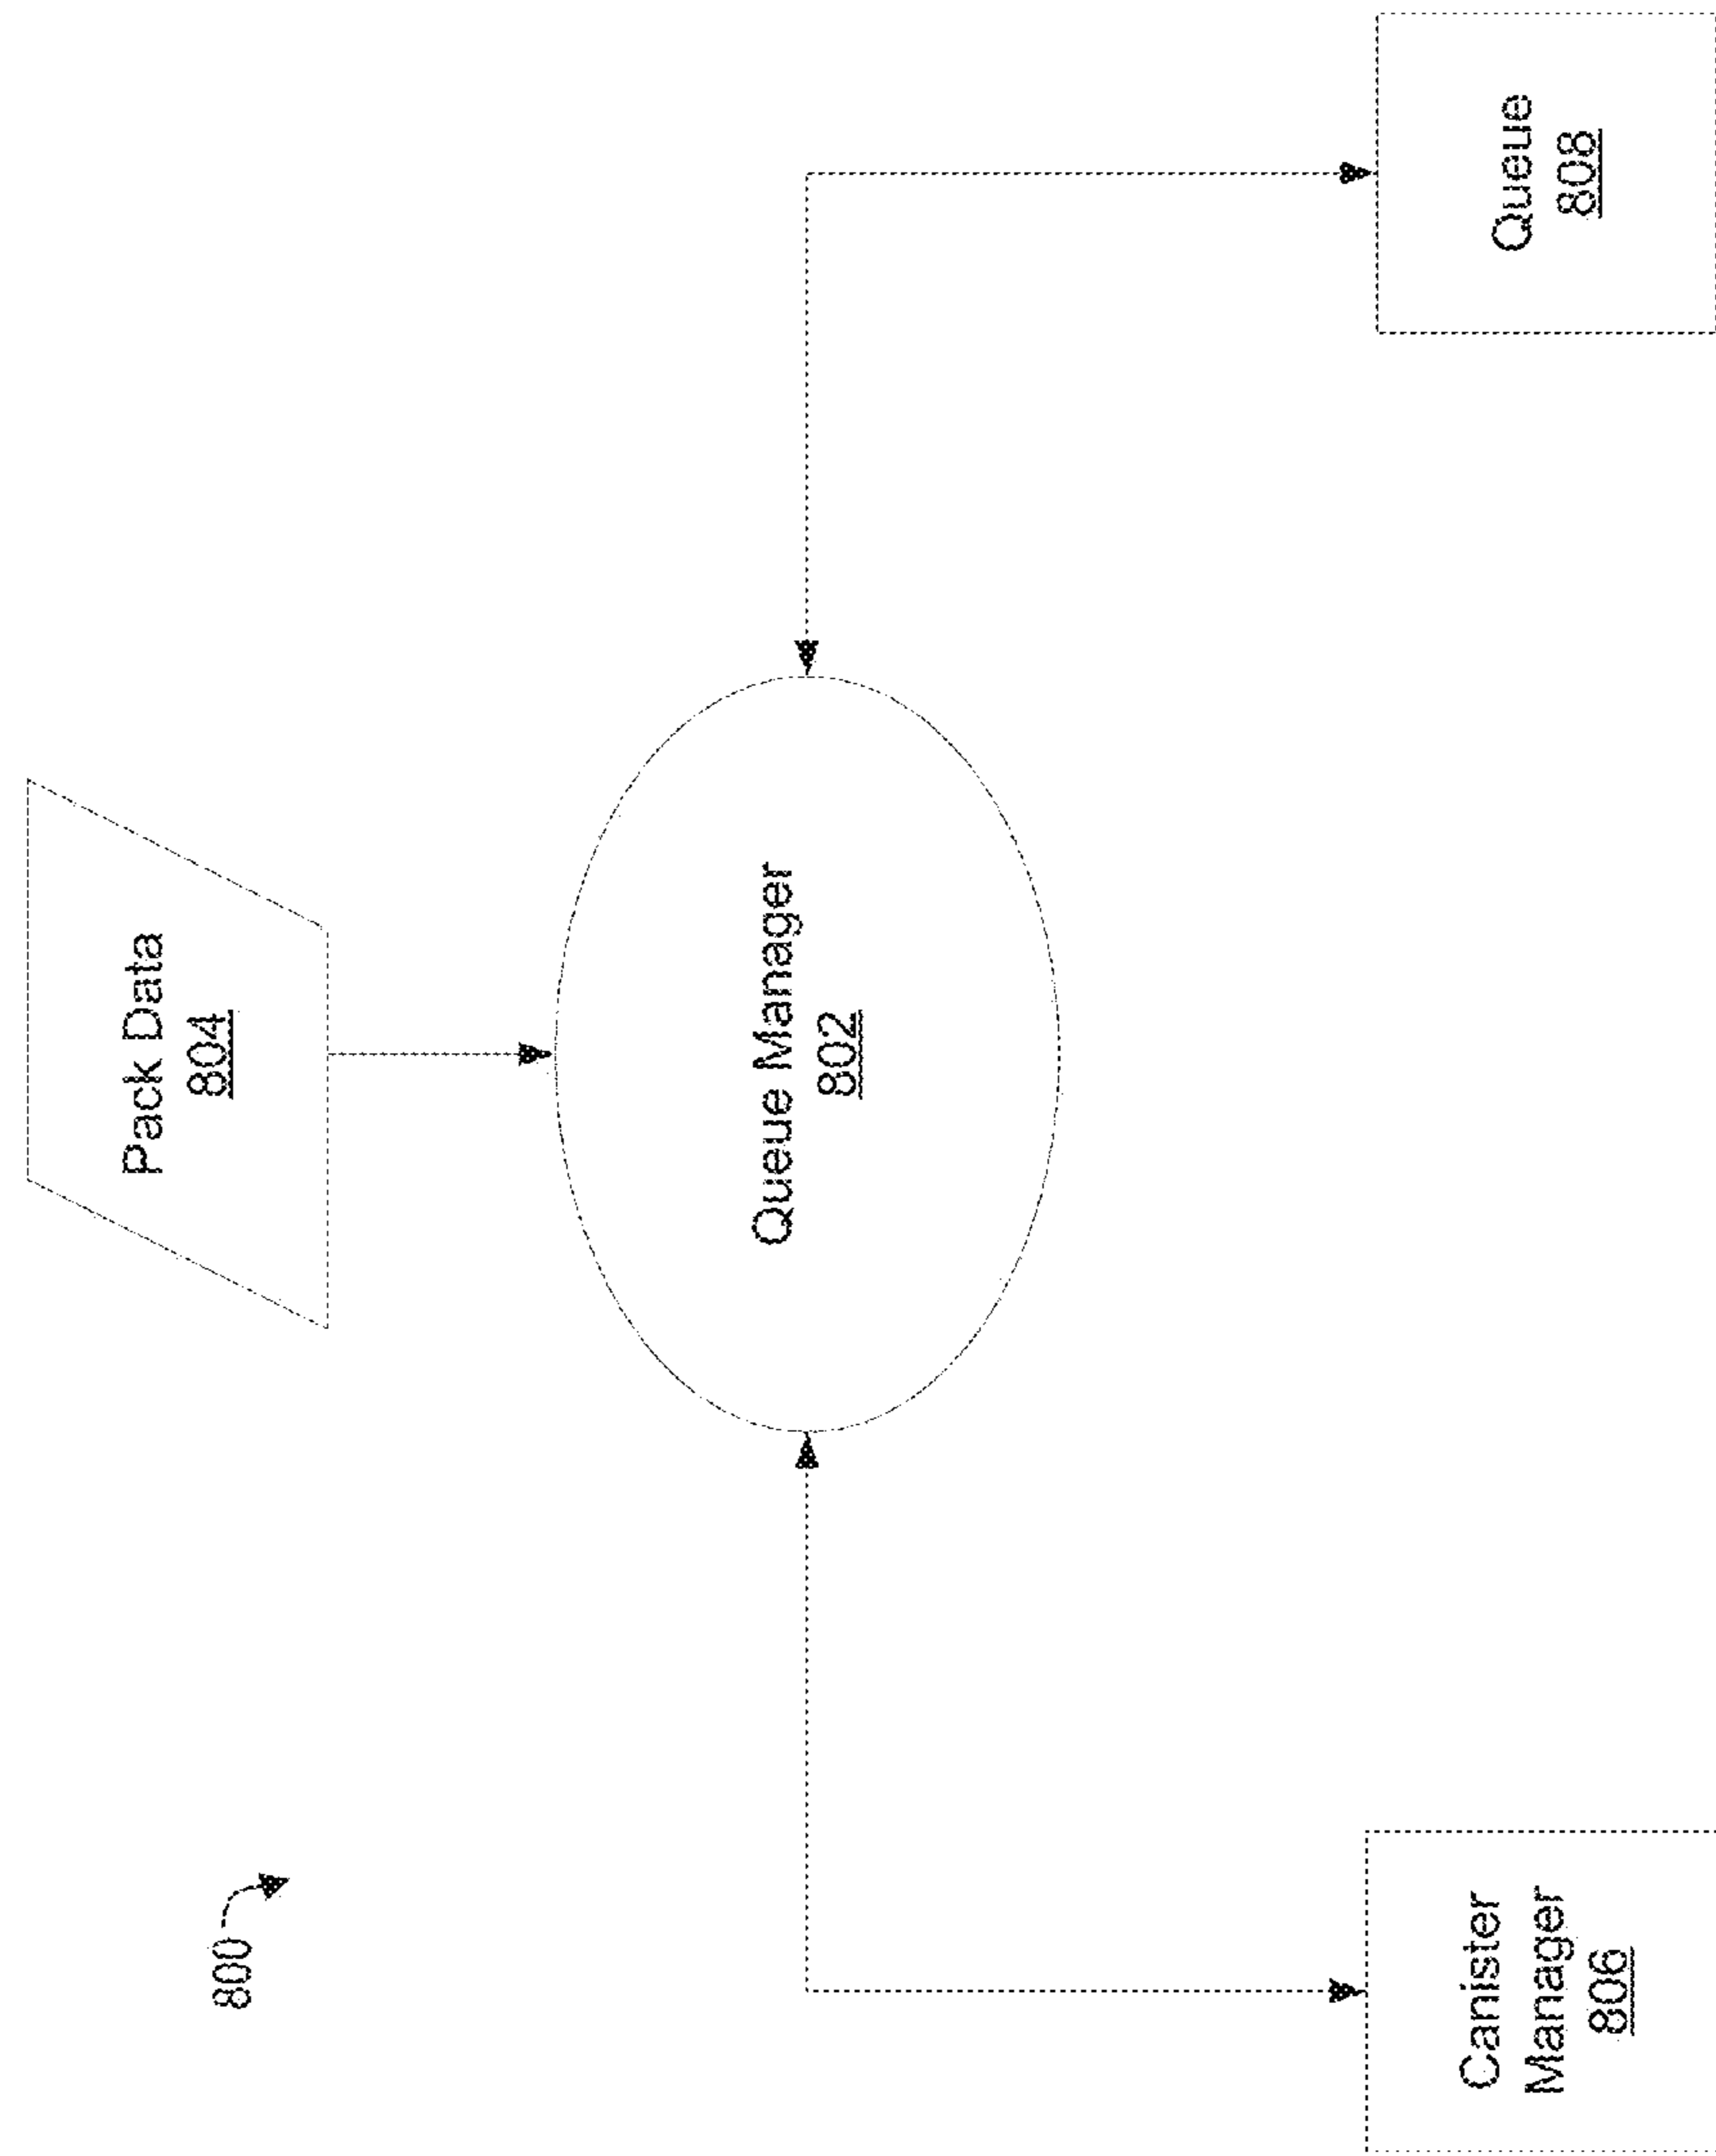 800
Pack Data
804
Queue Manager
802
Canister
Manager
806
Queue
808